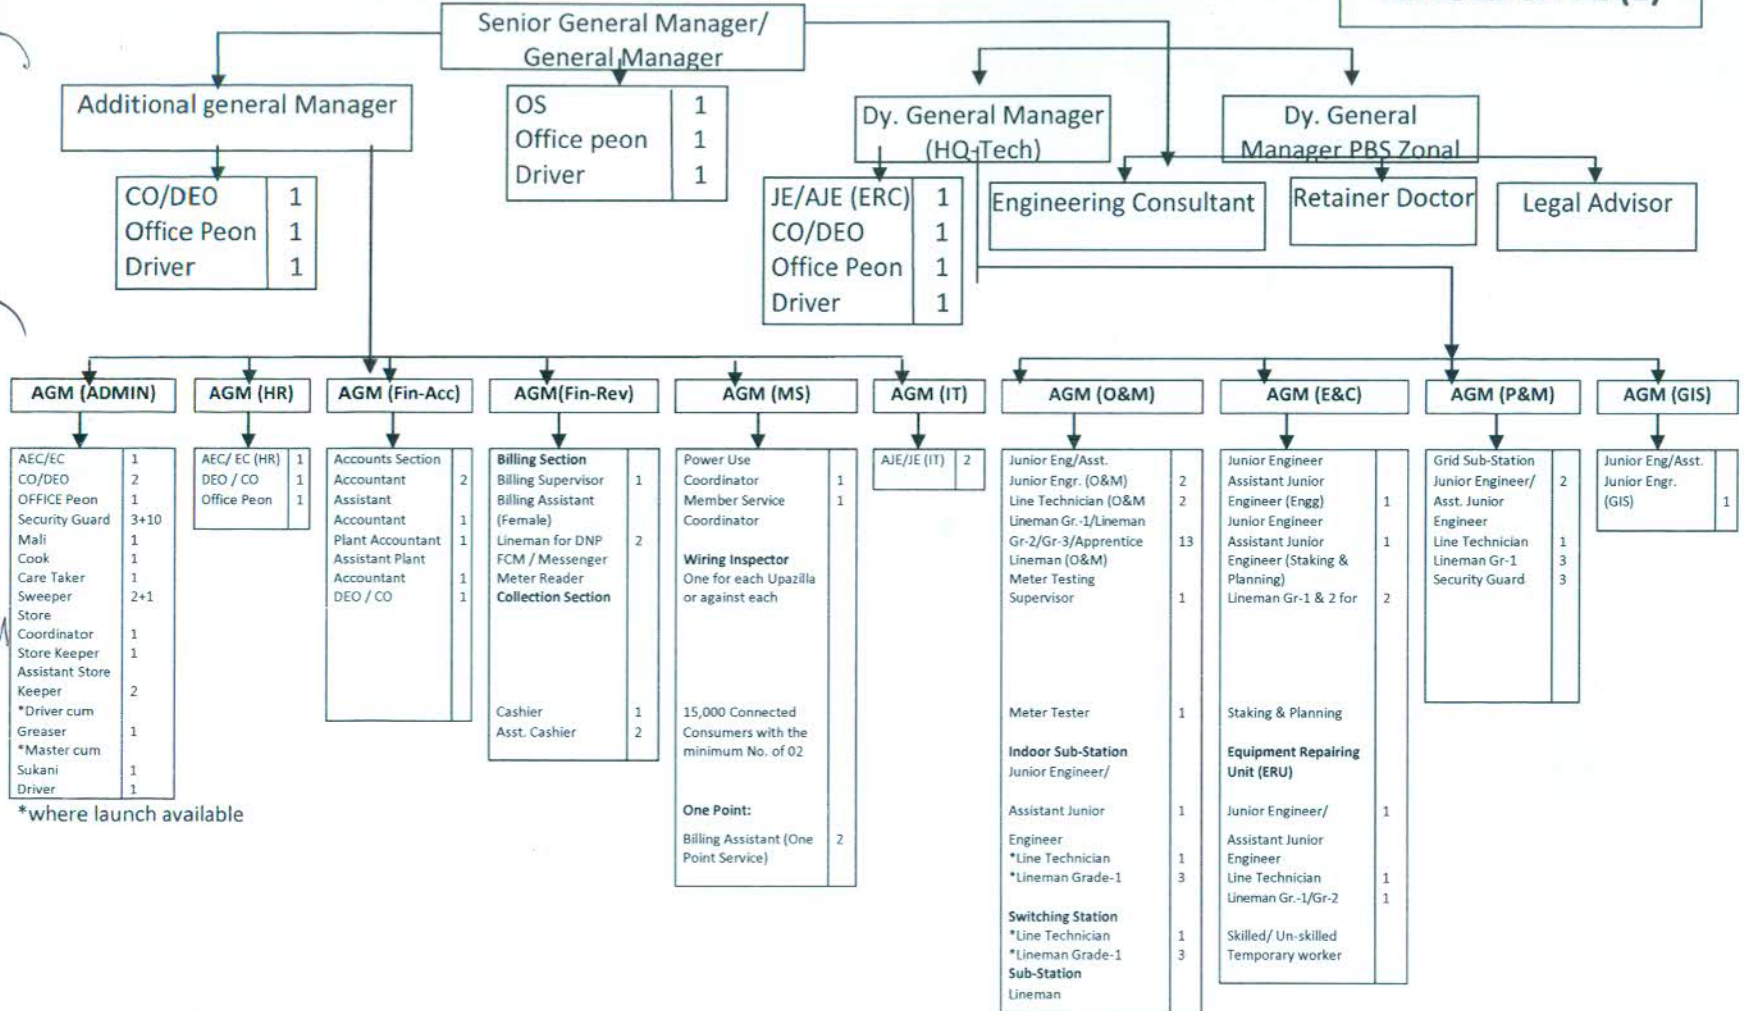 Senior General Manager/
General Manager
Additional general Manager
OS 1
Office peon 1
Driver 1
Dy. General Manager
(HQ-Tech)
Dy. General
Manager PBS Zonal
CO/DEO 1
Office Peon 1
Driver 1
JE/AJE (ERC) 1
CO/DEO 1
Office Peon 1
Driver 1
Engineering Consultant
Retainer Doctor
Legal Advisor
AGM (ADMIN)
AEC/EC 1
CO/DEO 2
OFFICE Peon 1
Security Guard 3+10
Mali 1
Cook 1
Care Taker 1
Sweeper 2+1
Store
Coordinator 1
Store Keeper 1
Assistant Store
Keeper 2
*Driver cum
Greaser 1
*Master cum
Sukani 1
Driver 1
*where launch available
AGM (HR)
AEC/ EC (HR) 1
DEO / CO 1
Office Peon 1
AGM (Fin-Acc)
Accounts Section
Accountant 2
Assistant
Accountant 1
Plant Accountant 1
Assistant Plant
Accountant 1
DEO / CO 1
AGM(Fin-Rev)
Billing Section
Billing Supervisor 1
Billing Assistant
(Female)
Lineman for DNP 2
FCM / Messenger
Meter Reader
Collection Section
Cashier 1
Asst. Cashier 2
AGM (MS)
Power Use
Coordinator 1
Member Service 1
Coordinator
Wiring Inspector
One for each Upazilla
or against each
15,000 Connected
Consumers with the
minimum No. of 02
One Point:
Billing Assistant (One 2
Point Service)
AGM (IT)
AJE/JE (IT) 2
AGM (O&M)
Junior Eng/Asst.
Junior Engr. (O&M) 2
Line Technician (O&M 2
Lineman Gr.-1/Lineman
Gr-2/Gr-3/Apprentice 13
Lineman (O&M)
Meter Testing
Supervisor 1
Meter Tester 1
Indoor Sub-Station
Junior Engineer/
Assistant Junior 1
Engineer
*Line Technician 1
*Lineman Grade-1 3
Switching Station
*Line Technician 1
*Lineman Grade-1 3
Sub-Station
Lineman
AGM (E&C)
Junior Engineer
Assistant Junior
Engineer (Engg) 1
Junior Engineer
Assistant Junior 1
Engineer (Staking &
Planning)
Lineman Gr-1 & 2 for 2
Staking & Planning
Equipment Repairing
Unit (ERU)
Junior Engineer/ 1
Assistant Junior
Engineer
Line Technician 1
Lineman Gr.-1/Gr-2 1
Skilled/ Un-skilled
Temporary worker
AGM (P&M)
Grid Sub-Station
Junior Engineer/ 2
Asst. Junior
Engineer
Line Technician 1
Lineman Gr-1 3
Security Guard 3
AGM (GIS)
Junior Eng/Asst.
Junior Engr.
(GIS) 1